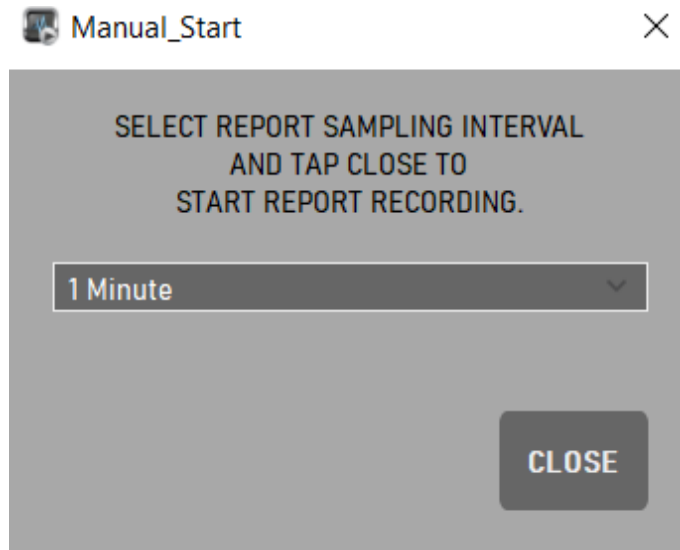 Manual_Start
SELECT REPORT SAMPLING INTERVAL
AND TAP CLOSE TO
START REPORT RECORDING.
1 Minute
CLOSE